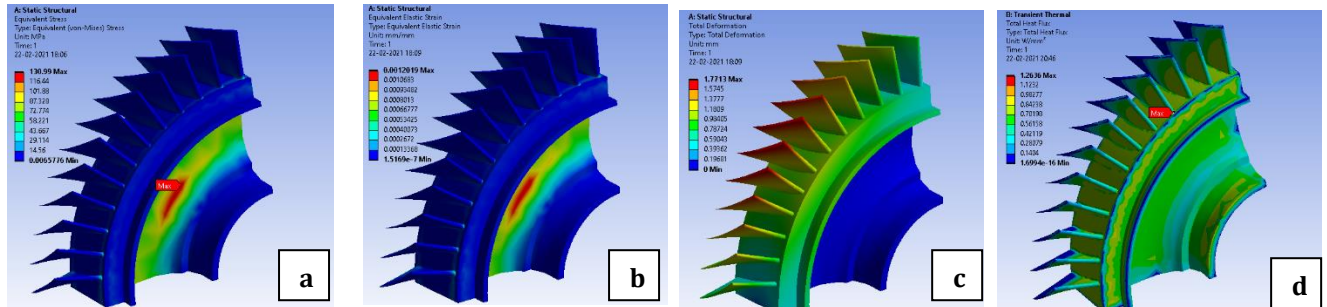 A: Static Structural
Equivalent Stress
Type: Equivalent (von-Mises) Stress
Unit: MPa
Time: 1
22-02-2021 18:06
130.99 Max
116.44
101.88
87.330
72.774
58.221
43.667
29.114
14.56
0.0065776 Min
Max
a
A: Static Structural
Equivalent Elastic Strain
Type: Equivalent Elastic Strain
Unit: mm/mm
Time: 1
22-02-2021 18:09
0.0012019 Max
0.0010683
0.00093482
0.0008013
0.00066777
0.00053425
0.00040073
0.0002672
0.00013368
1.5169e-7 Min
b
A: Static Structural
Total Deformation
Type: Total Deformation
Unit: mm
Time: 1
22-02-2021 18:09
1.7713 Max
1.5745
1.3777
1.1809
0.98405
0.78724
0.59043
0.39362
0.19681
0 Min
c
D: Transient Thermal
Total Heat Flux
Type: Total Heat Flux
Unit: W/mm²
Time: 1
22-02-2021 20:46
1.2636 Max
1.1232
0.98277
0.84238
0.70198
0.56158
0.42119
0.28079
0.1404
1.6994e-16 Min
Max
d